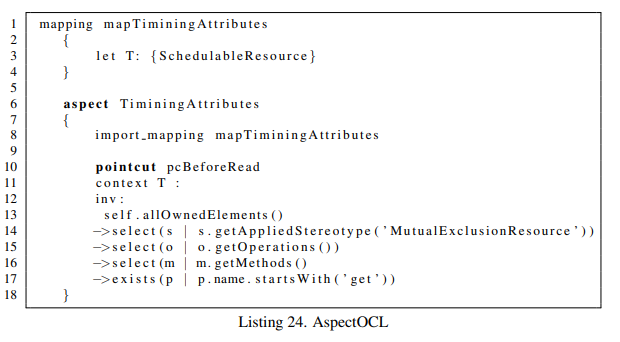 1 mapping mapTiminingAttributes
2 {
3 let T: {SchedulableResource}
4 }
5
6 aspect TiminingAttributes
7 {
8 import_mapping mapTiminingAttributes
9
10 pointcut pcBeforeRead
11 context T :
12 inv:
13 self.allOwnedElements()
14 −>select(s | s.getAppliedStereotype('MutualExclusionResource'))
15 −>select(o | o.getOperations())
16 −>select(m | m.getMethods()
17 −>exists(p | p.name.startsWith('get'))
18 }
Listing 24. AspectOCL